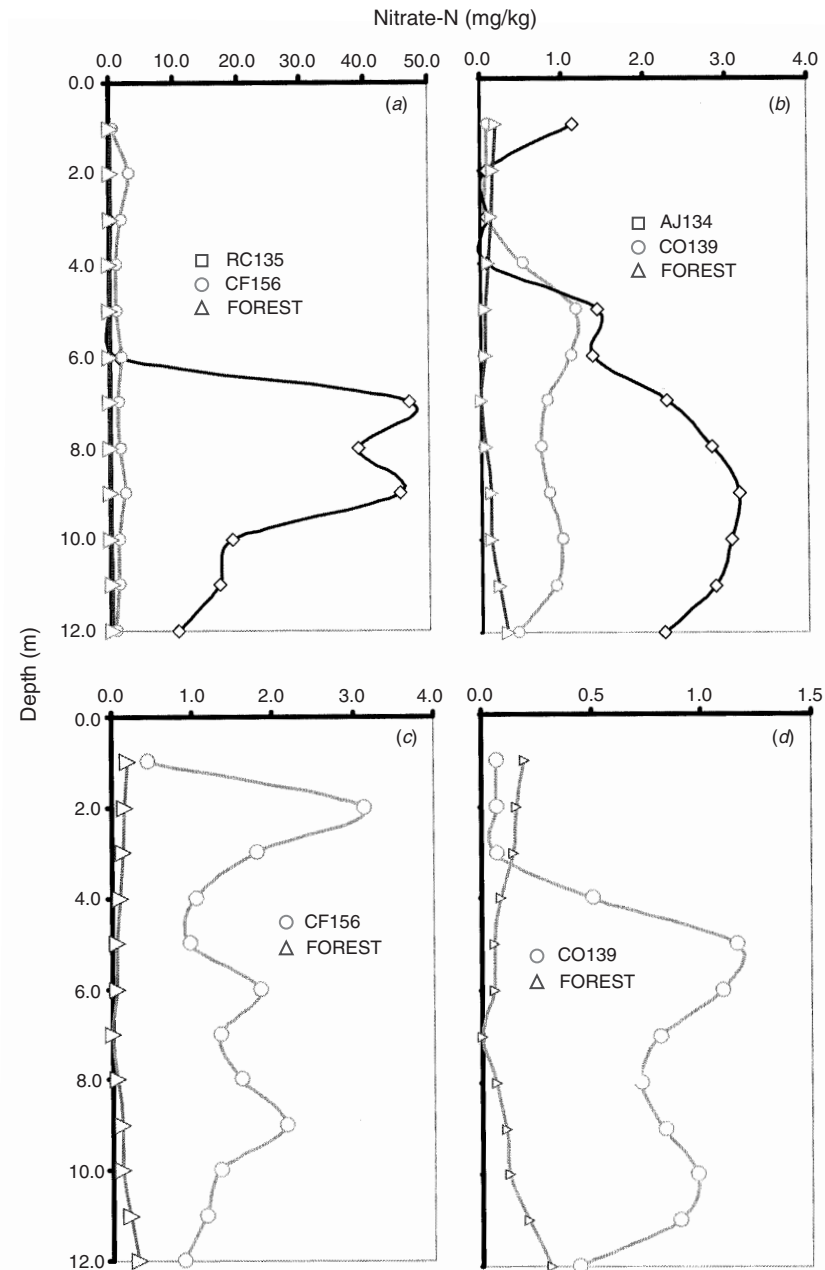 Nitrate-N (mg/kg)
0.0 10.0 20.0 30.0 40.0 50.0
0.0 1.0 2.0 3.0 4.0
(a)
(b)
0.0
2.0
4.0
6.0
8.0
10.0
12.0
RC135
CF156
FOREST
AJ134
CO139
FOREST
Depth (m)
0.0 1.0 2.0 3.0 4.0
0.0 0.5 1.0 1.5
(c)
(d)
0.0
2.0
4.0
6.0
8.0
10.0
12.0
CF156
FOREST
CO139
FOREST